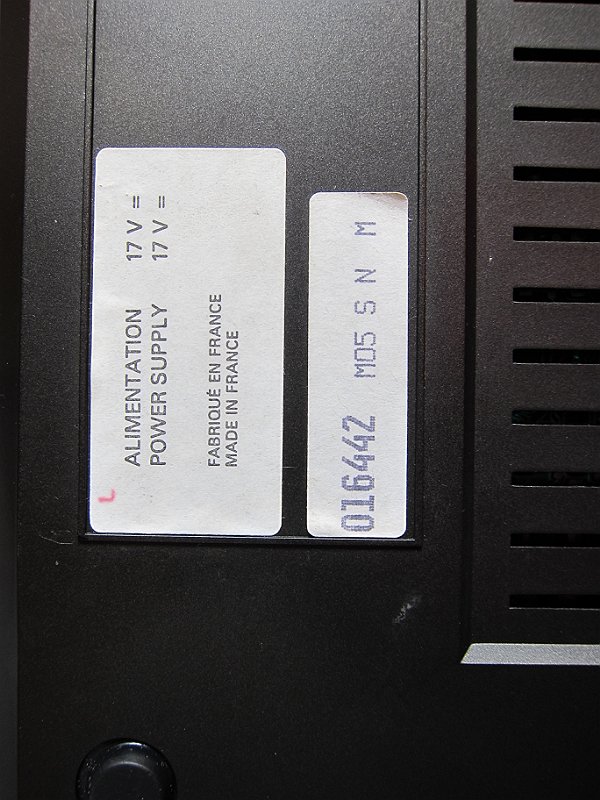 ALIMENTATION 17 V =
POWER SUPPLY 17 V =
FABRIQUÉ EN FRANCE
MADE IN FRANCE
016442 MO5 S N M